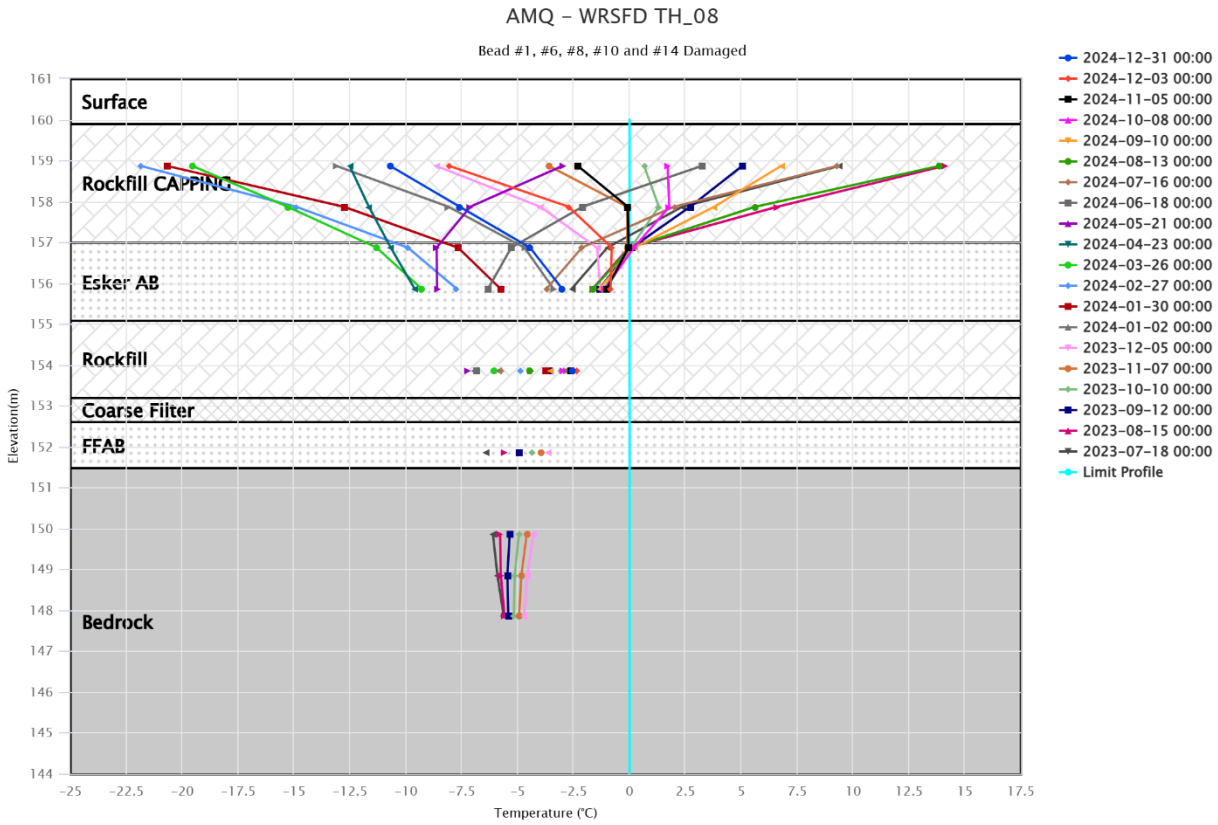 AMQ - WRSFD TH_08
Bead #1, #6, #8, #10 and #14 Damaged
Elevation(m)
161
160
159
158
157
156
155
154
153
152
151
150
149
148
147
146
145
144
Surface
Rockfill CAPPING
Esker AB
Rockfill
Coarse Filter
FFAB
Bedrock
-25 -22.5 -20 -17.5 -15 -12.5 -10 -7.5 -5 -2.5 0 2.5 5 7.5 10 12.5 15 17.5
Temperature (°C)
2024-12-31 00:00
2024-12-03 00:00
2024-11-05 00:00
2024-10-08 00:00
2024-09-10 00:00
2024-08-13 00:00
2024-07-16 00:00
2024-06-18 00:00
2024-05-21 00:00
2024-04-23 00:00
2024-03-26 00:00
2024-02-27 00:00
2024-01-30 00:00
2024-01-02 00:00
2023-12-05 00:00
2023-11-07 00:00
2023-10-10 00:00
2023-09-12 00:00
2023-08-15 00:00
2023-07-18 00:00
Limit Profile